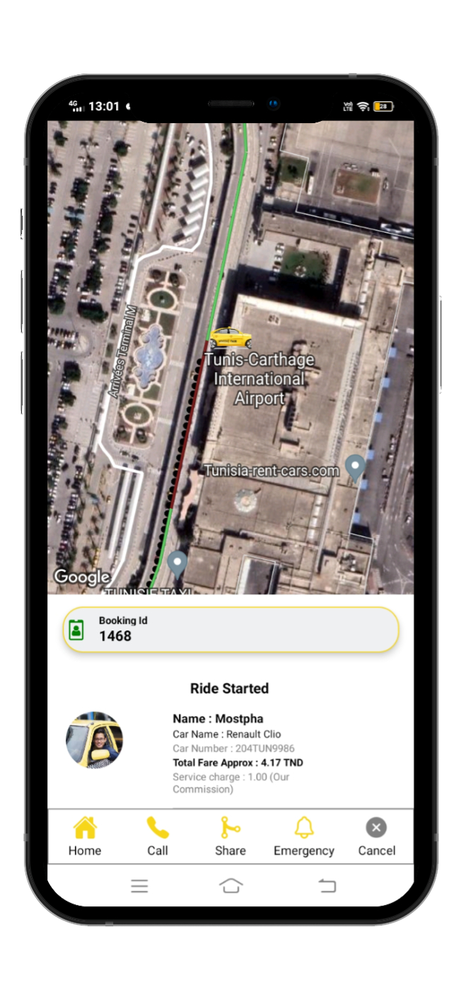 4G
13:01
Vo)
LTE
28
Arrivées Terminal M
Tunis-Carthage
International
Airport
Tunisia-rent-cars.com
Google
TUNISIE TAXI
Booking Id
1468
Ride Started
Name : Mostpha
Car Name : Renault Clio
Car Number : 204TUN9986
Total Fare Approx : 4.17 TND
Service charge : 1.00 (Our
Commission)
Home
Call
Share
Emergency
Cancel